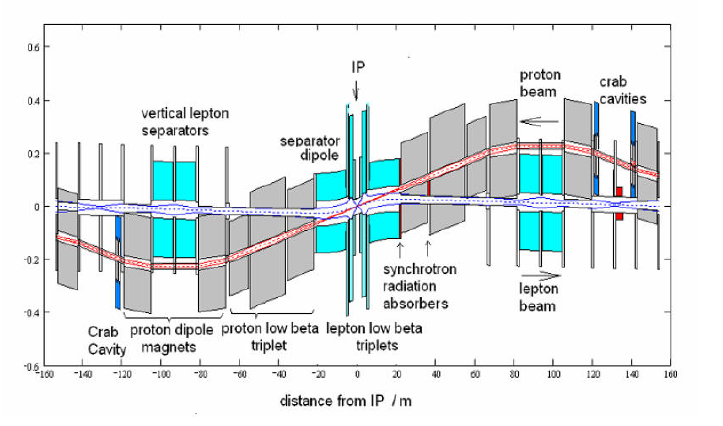 0.6
0.4
0.2
0
-0.2
-0.4
-0.6
IP
proton
beam
crab
cavities
vertical lepton
separators
separator
dipole
synchrotron
radiation
absorbers
lepton
beam
Crab
Cavity
proton dipole
magnets
proton low beta
triplet
lepton low beta
triplets
-160 -140 -120 -100 -80 -60 -40 -20 0 20 40 60 80 100 120 140 160
distance from IP / m